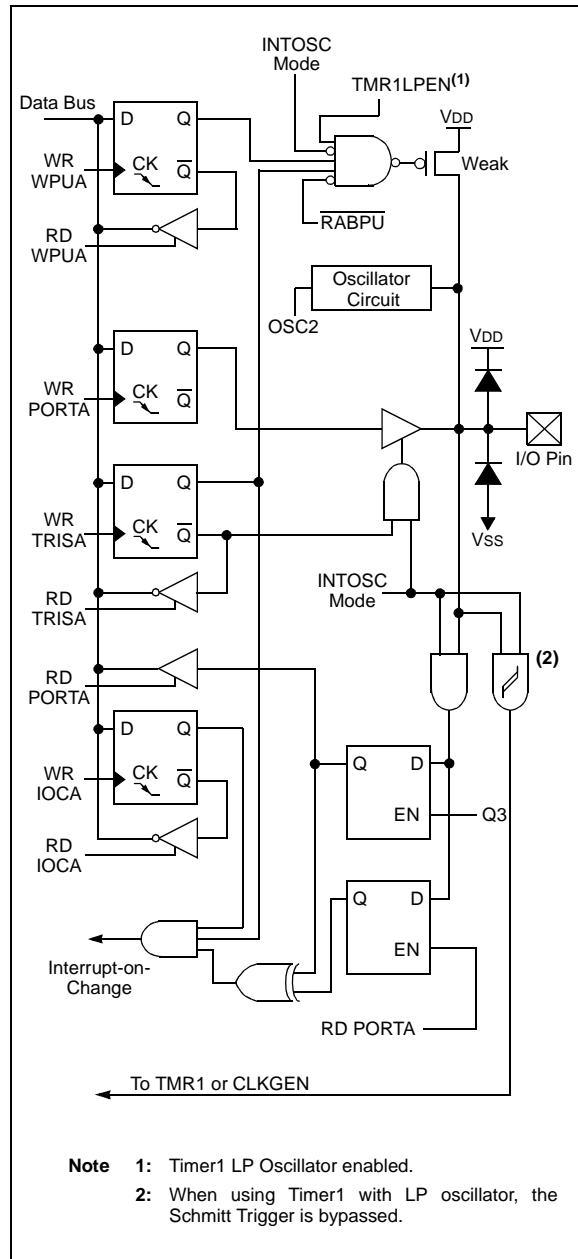 INTOSC
Mode
TMR1LPEN(1)
Data Bus
D Q
VDD
WR
WPUA
CK Q
Weak
RD
WPUA
RABPU
Oscillator
Circuit
OSC2
VDD
D Q
WR
PORTA
CK Q
I/O Pin
D Q
WR
TRISA
CK Q
VSS
INTOSC
Mode
RD
TRISA
(2)
RD
PORTA
D Q
WR
IOCA
CK Q
Q D
EN
Q3
RD
IOCA
Q D
EN
Interrupt-on-
Change
RD PORTA
To TMR1 or CLKGEN
Note 1: Timer1 LP Oscillator enabled.
2: When using Timer1 with LP oscillator, the
Schmitt Trigger is bypassed.